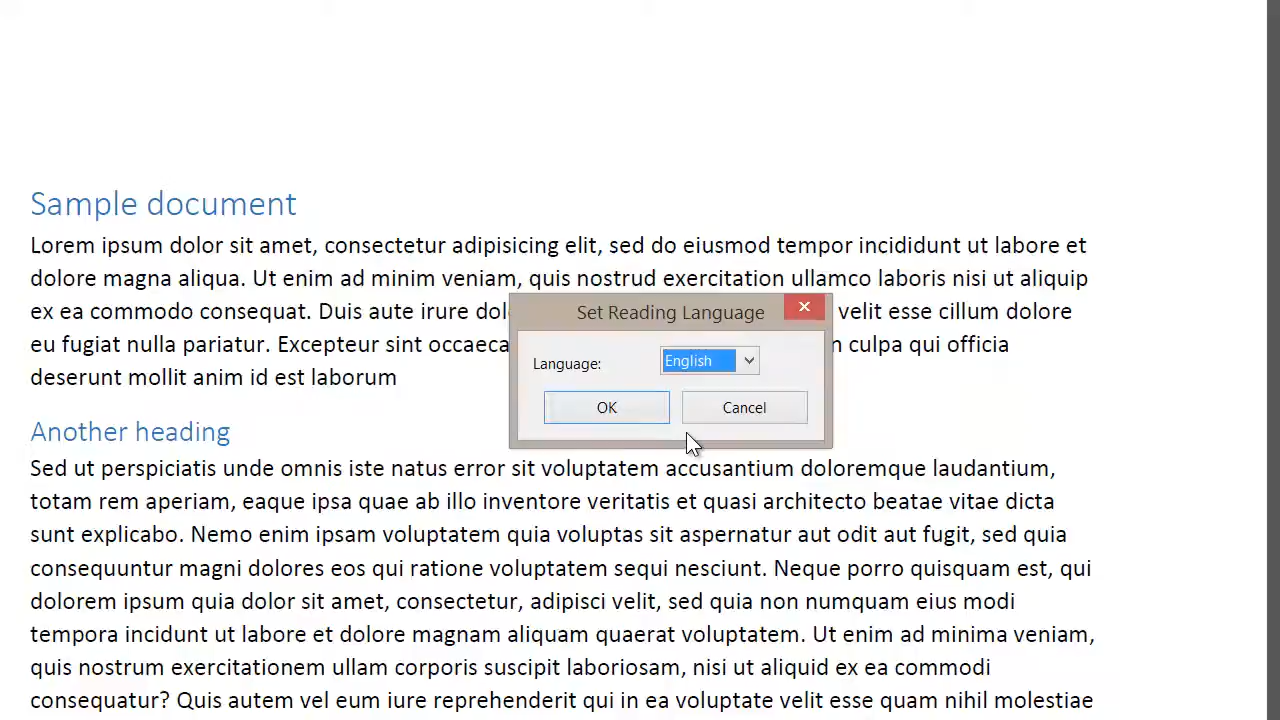 Sample document
Lorem ipsum dolor sit amet, consectetur adipisicing elit, sed do eiusmod tempor incididunt ut labore et
dolore magna aliqua. Ut enim ad minim veniam, quis nostrud exercitation ullamco laboris nisi ut aliquip
ex ea commodo consequat. Duis aute irure velit esse cillum dolore
eu fugiat nulla pariatur. Excepteur sint culpa qui officia
deserunt mollit anim id est laborum
Set Reading Language
Language: English
OK Cancel
Another heading
Sed ut perspiciatis unde omnis iste natus error sit voluptatem accusantium doloremque laudantium,
totam rem aperiam, eaque ipsa quae ab illo inventore veritatis et quasi architecto beatae vitae dicta
sunt explicabo. Nemo enim ipsam voluptatem quia voluptas sit aspernatur aut odit aut fugit, sed quia
consequuntur magni dolores eos qui ratione voluptatem sequi nesciunt. Neque porro quisquam est, qui
dolorem ipsum quia dolor sit amet, consectetur, adipisci velit, sed quia non numquam eius modi
tempora incidunt ut labore et dolore magnam aliquam quaerat voluptatem. Ut enim ad minima veniam,
quis nostrum exercitationem ullam corporis suscipit laboriosam, nisi ut aliquid ex ea commodi
consequatur? Quis autem vel eum iure reprehenderit qui in ea voluptate velit esse quam nihil molestiae